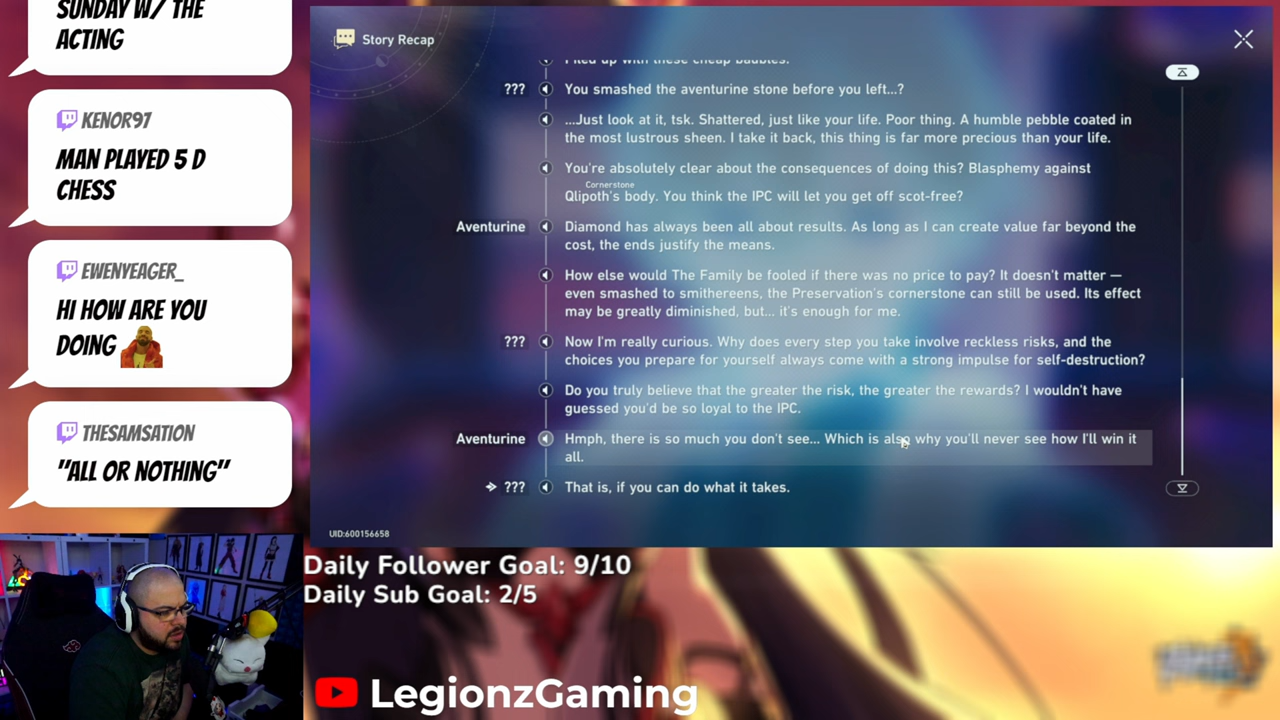 SUNDAY W/ THE
ACTING
KENOR97
MAN PLAYED 5 D
CHESS
EWENYEAGER_
HI HOW ARE YOU
DOING
THESAMSATION
"ALL OR NOTHING"
Story Recap
I lied up with these cheap baubles.
??? You smashed the aventurine stone before you left...?
...Just look at it, tsk. Shattered, just like your life. Poor thing. A humble pebble coated in
the most lustrous sheen. I take it back, this thing is far more precious than your life.
You're absolutely clear about the consequences of doing this? Blasphemy against
Cornerstone
Qlipoth's body. You think the IPC will let you get off scot-free?
Aventurine Diamond has always been all about results. As long as I can create value far beyond the
cost, the ends justify the means.
How else would The Family be fooled if there was no price to pay? It doesn't matter —
even smashed to smithereens, the Preservation's cornerstone can still be used. Its effect
may be greatly diminished, but... it's enough for me.
??? Now I'm really curious. Why does every step you take involve reckless risks, and the
choices you prepare for yourself always come with a strong impulse for self-destruction?
Do you truly believe that the greater the risk, the greater the rewards? I wouldn't have
guessed you'd be so loyal to the IPC.
Aventurine Hmph, there is so much you don't see... Which is also why you'll never see how I'll win it
all.
??? That is, if you can do what it takes.
UID:600156658
Daily Follower Goal: 9/10
Daily Sub Goal: 2/5
LegionzGaming